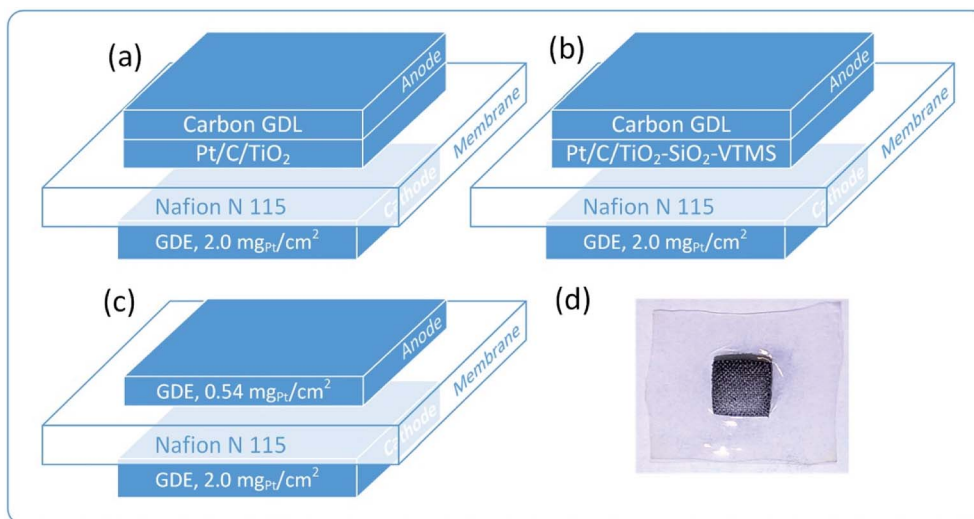 (a)
Anode
Carbon GDL
Pt/C/TiO₂
Membrane
Cathode
Nafion N 115
GDE, 2.0 mgPt/cm²
(b)
Anode
Carbon GDL
Pt/C/TiO₂-SiO₂-VTMS
Membrane
Cathode
Nafion N 115
GDE, 2.0 mgPt/cm²
(c)
Anode
GDE, 0.54 mgPt/cm²
Membrane
Cathode
Nafion N 115
GDE, 2.0 mgPt/cm²
(d)